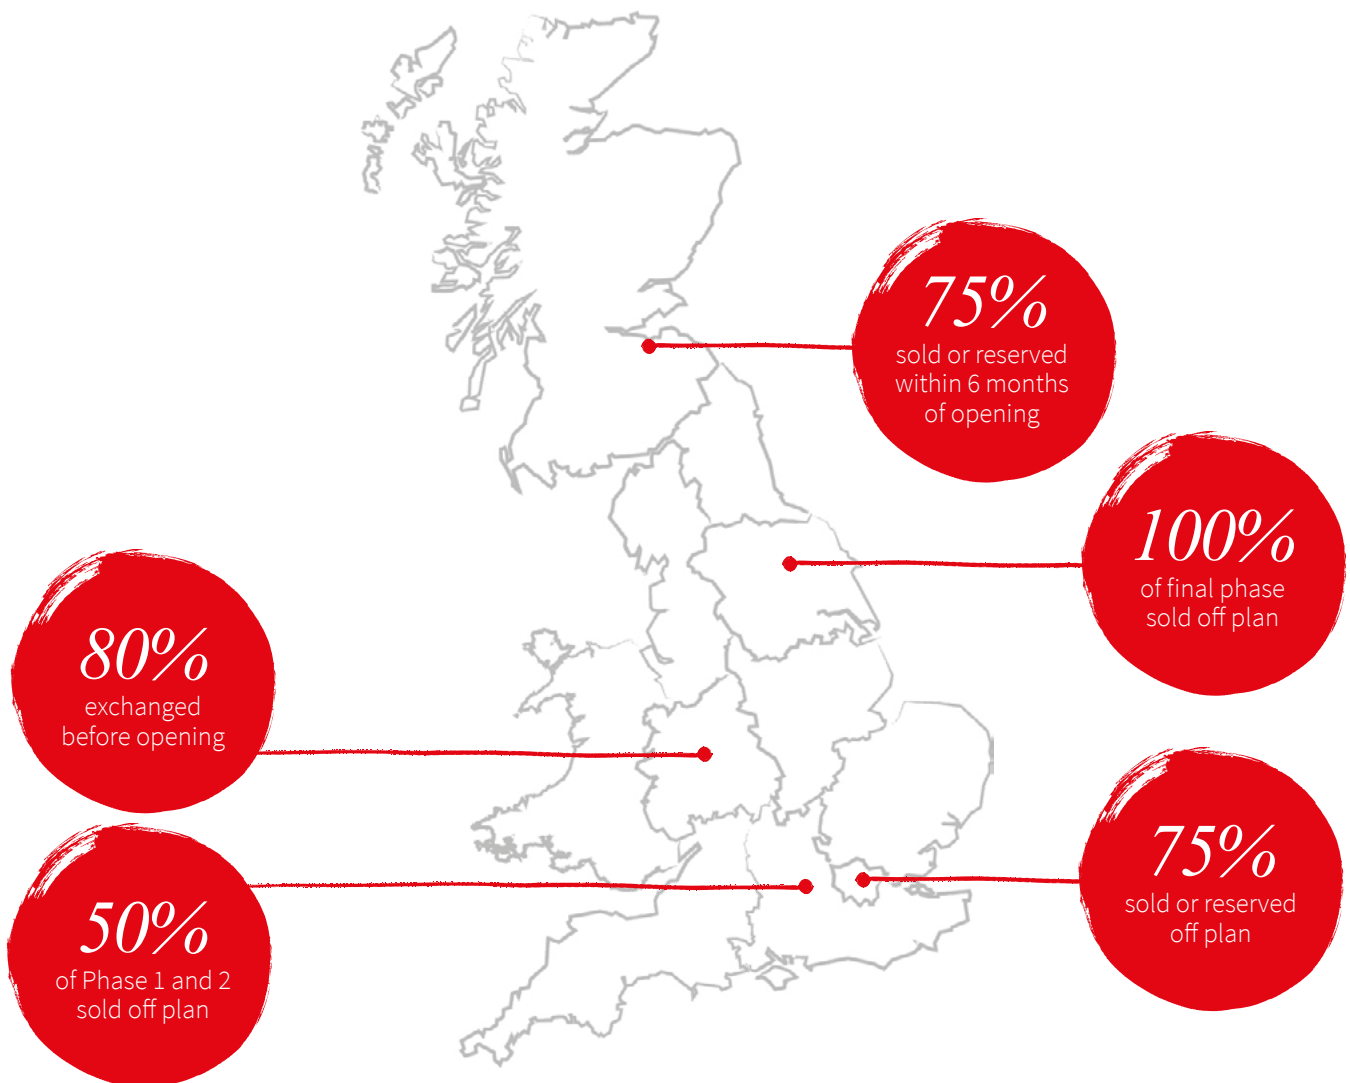 75%
sold or reserved
within 6 months
of opening
100%
of final phase
sold off plan
80%
exchanged
before opening
75%
sold or reserved
off plan
50%
of Phase 1 and 2
sold off plan